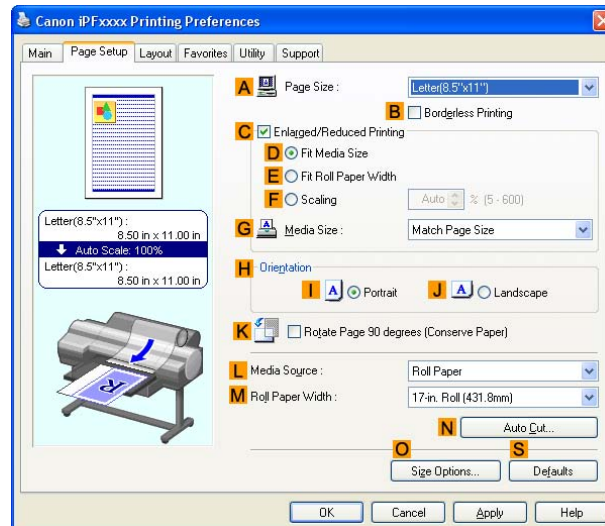 Canon iPFxxxx Printing Preferences
Main Page Setup Layout Favorites Utility Support
A Page Size : Letter(8.5"x11")
B Borderless Printing
C Enlarged/Reduced Printing
D Fit Media Size
E Fit Roll Paper Width
F Scaling Auto % (5 - 600)
G A Media Size : Match Page Size
Letter(8.5"x11") :
8.50 in x 11.00 in
Auto Scale: 100%
Letter(8.5"x11") :
8.50 in x 11.00 in
H Orientation
I A Portrait J A Landscape
K Rotate Page 90 degrees (Conserve Paper)
R
L Media Source : Roll Paper
M Roll Paper Width : 17-in. Roll (431.8mm)
N Auto Cut...
O S
Size Options... Defaults
OK Cancel Apply Help